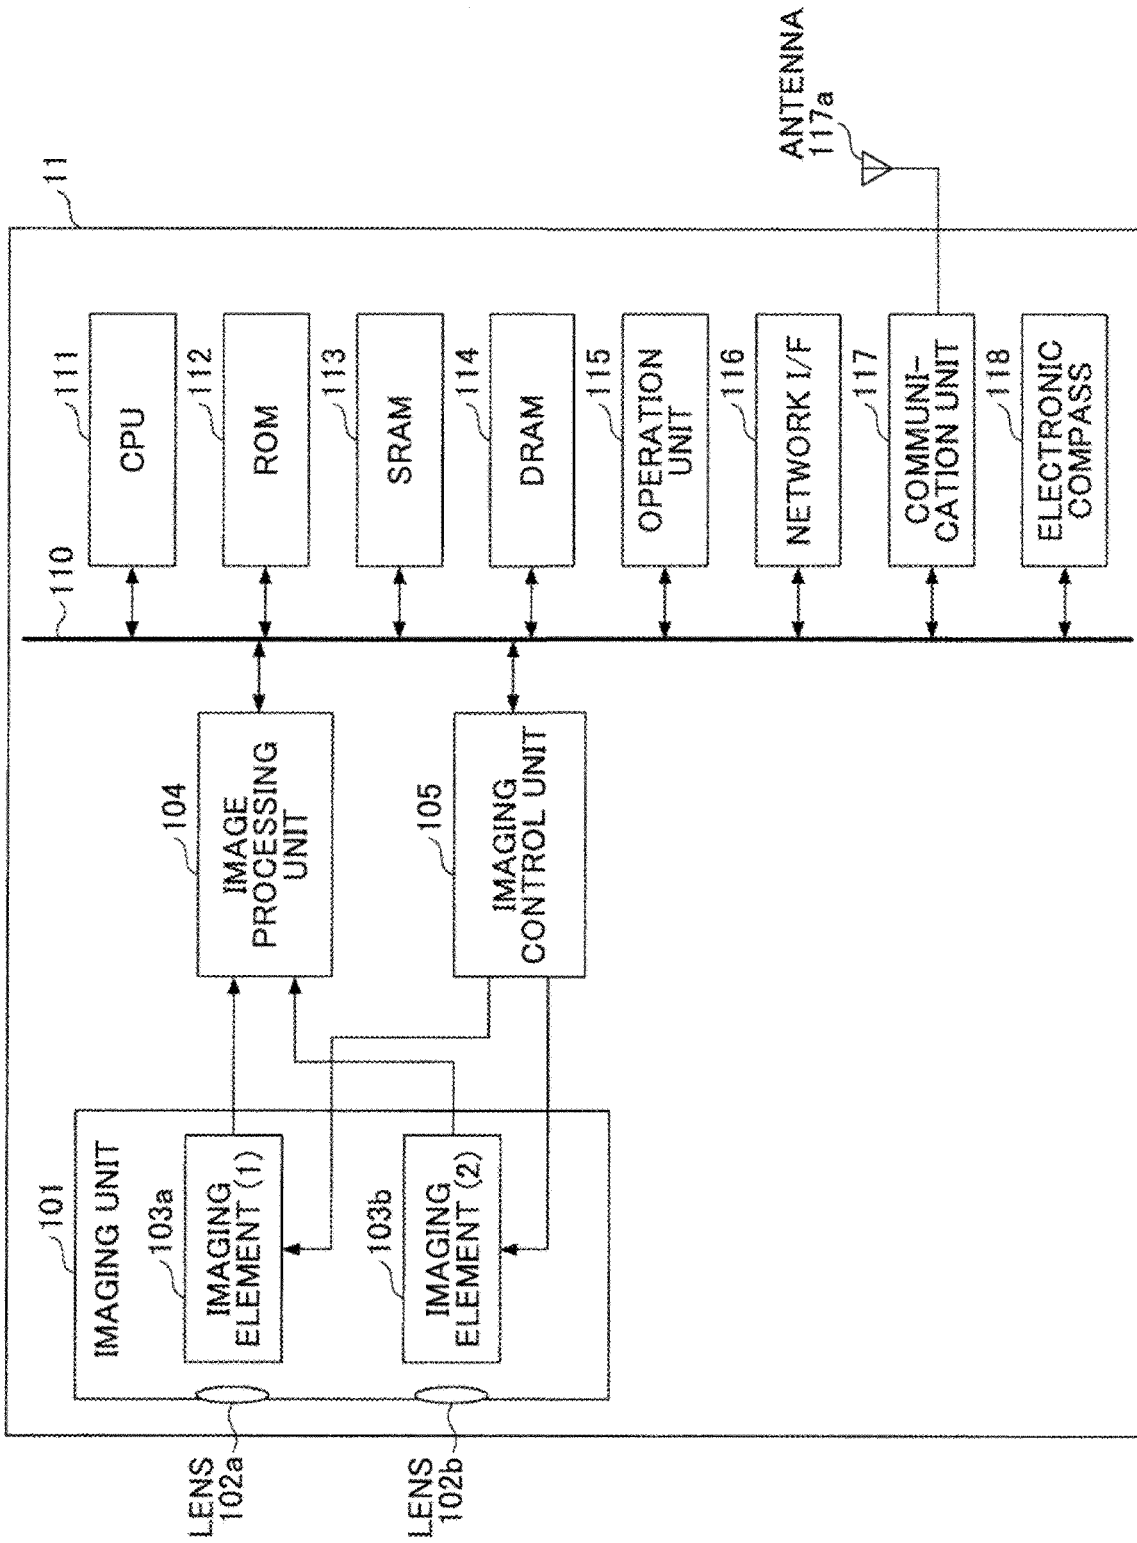 11
IMAGING UNIT
101
LENS
102a
103a
IMAGING
ELEMENT (1)
LENS
102b
103b
IMAGING
ELEMENT (2)
104
IMAGE
PROCESSING
UNIT
105
IMAGING
CONTROL UNIT
110
111
CPU
112
ROM
113
SRAM
114
DRAM
115
OPERATION
UNIT
116
NETWORK I/F
117
COMMUNI-
CATION UNIT
118
ELECTRONIC
COMPASS
ANTENNA
117a